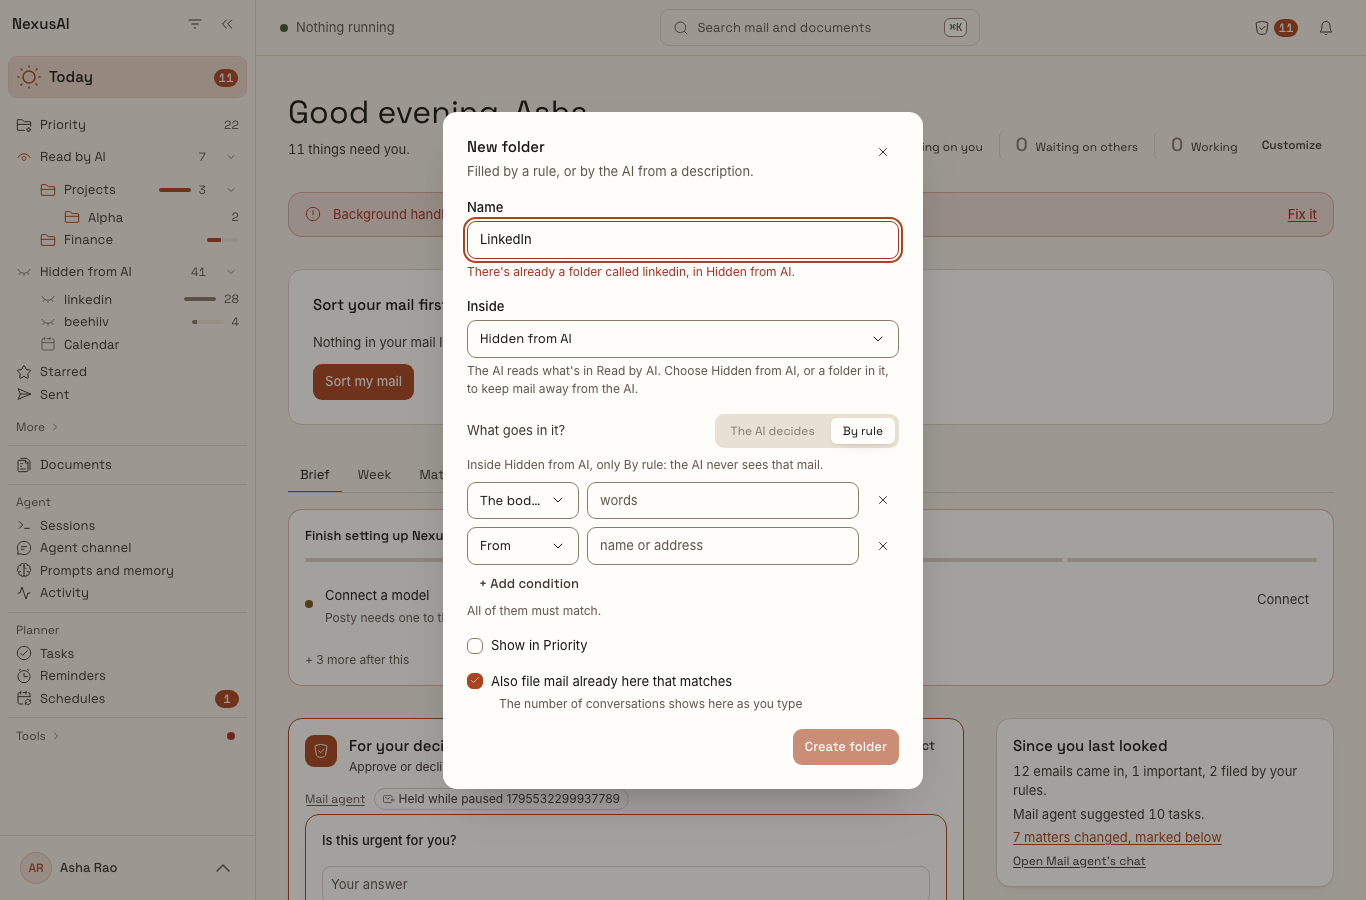 NexusAI
Today 11
Priority 22
Read by AI 7
Projects 3
Alpha 2
Finance
Hidden from AI 41
linkedin 28
beehiiv 4
Calendar
Starred
Sent
More
Documents
Agent
Sessions
Agent channel
Prompts and memory
Activity
Planner
Tasks
Reminders
Schedules 1
Tools
AR Asha Rao
Nothing running
Search mail and documents ⌘K
11
Good evening, Asha
11 things need you.
ing on you 0 Waiting on others 0 Working Customize
Background handl
Fix it
Sort your mail first
Nothing in your mail l
Sort my mail
Brief Week Mat
Finish setting up Nexu
Connect a model
Posty needs one to t
Connect
+ 3 more after this
For your deci
ct
Approve or decli
Mail agent Held while paused 1795532299937789
Is this urgent for you?
Your answer
Since you last looked
12 emails came in, 1 important, 2 filed by your
rules.
Mail agent suggested 10 tasks.
7 matters changed, marked below
Open Mail agent's chat
New folder
Filled by a rule, or by the AI from a description.
Name
LinkedIn
There's already a folder called linkedin, in Hidden from AI.
Inside
Hidden from AI
The AI reads what's in Read by AI. Choose Hidden from AI, or a folder in it,
to keep mail away from the AI.
What goes in it? The AI decides By rule
Inside Hidden from AI, only By rule: the AI never sees that mail.
The bod... words
From name or address
+ Add condition
All of them must match.
Show in Priority
Also file mail already here that matches
The number of conversations shows here as you type
Create folder